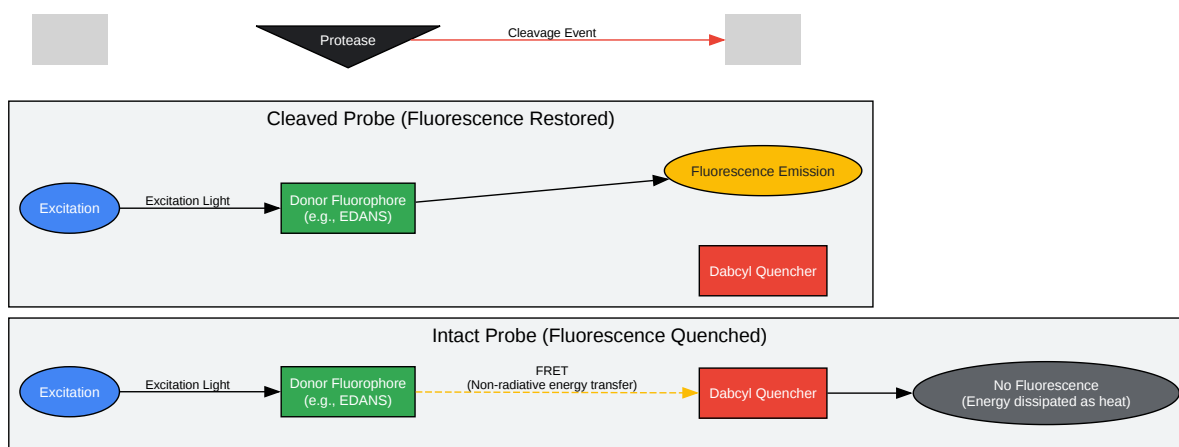 Protease
Cleavage Event
Cleaved Probe (Fluorescence Restored)
Excitation
Excitation Light
Donor Fluorophore
(e.g., EDANS)
Fluorescence Emission
Dabcyl Quencher
Intact Probe (Fluorescence Quenched)
Excitation
Excitation Light
Donor Fluorophore
(e.g., EDANS)
FRET
(Non-radiative energy transfer)
Dabcyl Quencher
No Fluorescence
(Energy dissipated as heat)